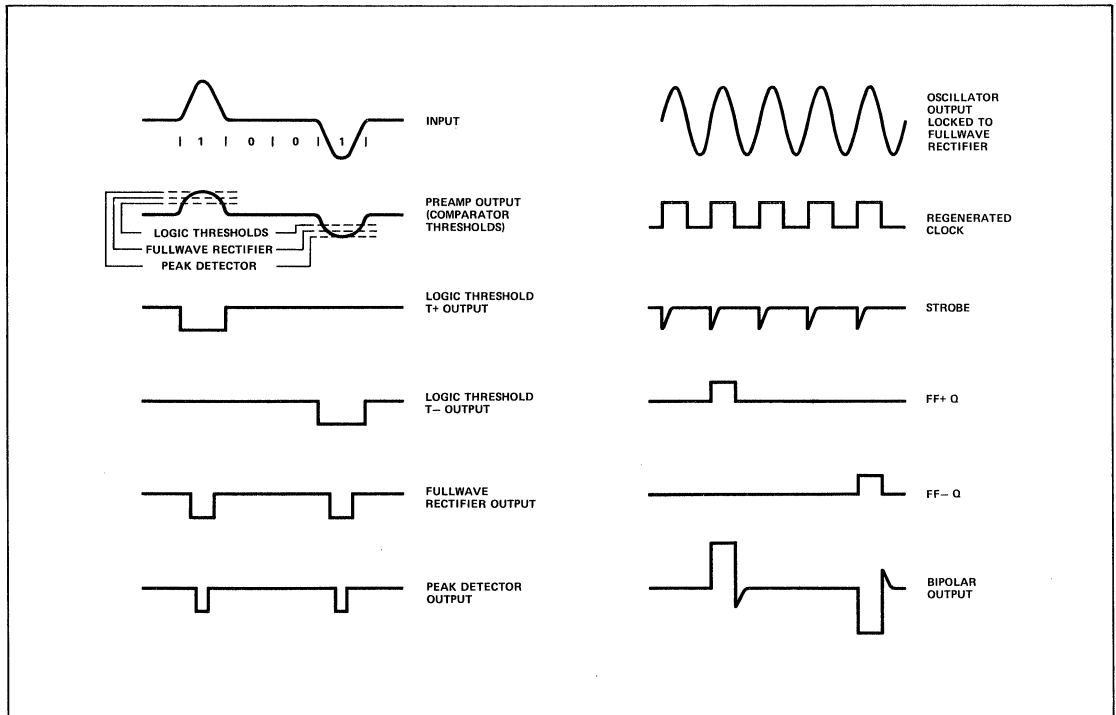 INPUT
| 1 | 0 | 0 | 1 |
PREAMP OUTPUT
(COMPARATOR
THRESHOLDS)
LOGIC THRESHOLDS
FULLWAVE RECTIFIER
PEAK DETECTOR
LOGIC THRESHOLD
T+ OUTPUT
LOGIC THRESHOLD
T– OUTPUT
FULLWAVE
RECTIFIER OUTPUT
PEAK DETECTOR
OUTPUT
OSCILLATOR
OUTPUT
LOCKED TO
FULLWAVE
RECTIFIER
REGENERATED
CLOCK
STROBE
FF+ Q
FF– Q
BIPOLAR
OUTPUT